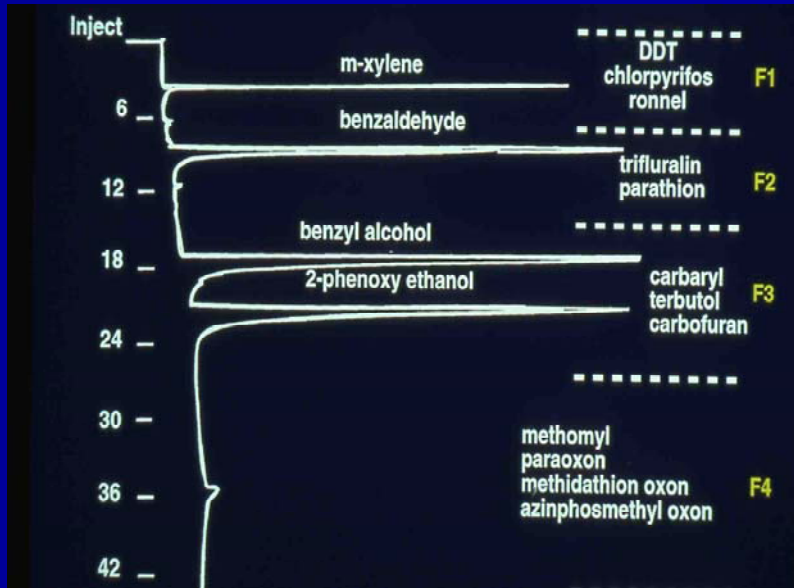 Inject
m-xylene
DDT
chlorpyrifos
ronnel
F1
6
benzaldehyde
trifluralin
parathion
F2
12
benzyl alcohol
18
2-phenoxy ethanol
carbaryl
terbutol
carbofuran
F3
24
30
methomyl
paraoxon
methidathion oxon
azinphosmethyl oxon
F4
36
42